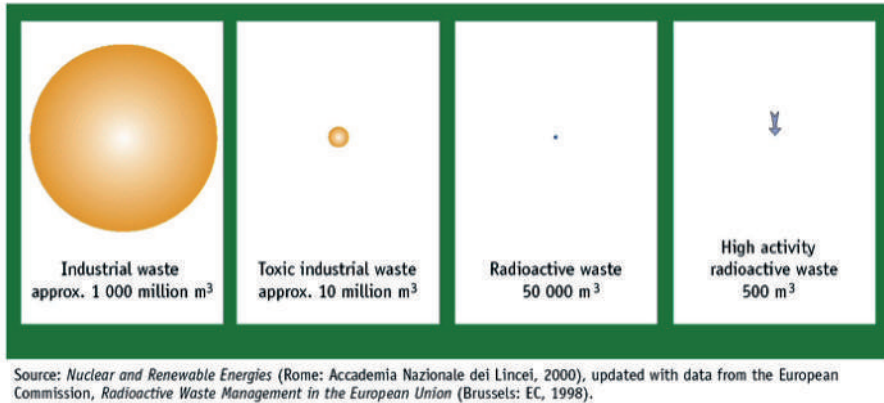 Industrial waste
approx. 1 000 million m³
Toxic industrial waste
approx. 10 million m³
Radioactive waste
50 000 m³
High activity
radioactive waste
500 m³
Source: Nuclear and Renewable Energies (Rome: Accademia Nazionale dei Lincei, 2000), updated with data from the European
Commission, Radioactive Waste Management in the European Union (Brussels: EC, 1998).